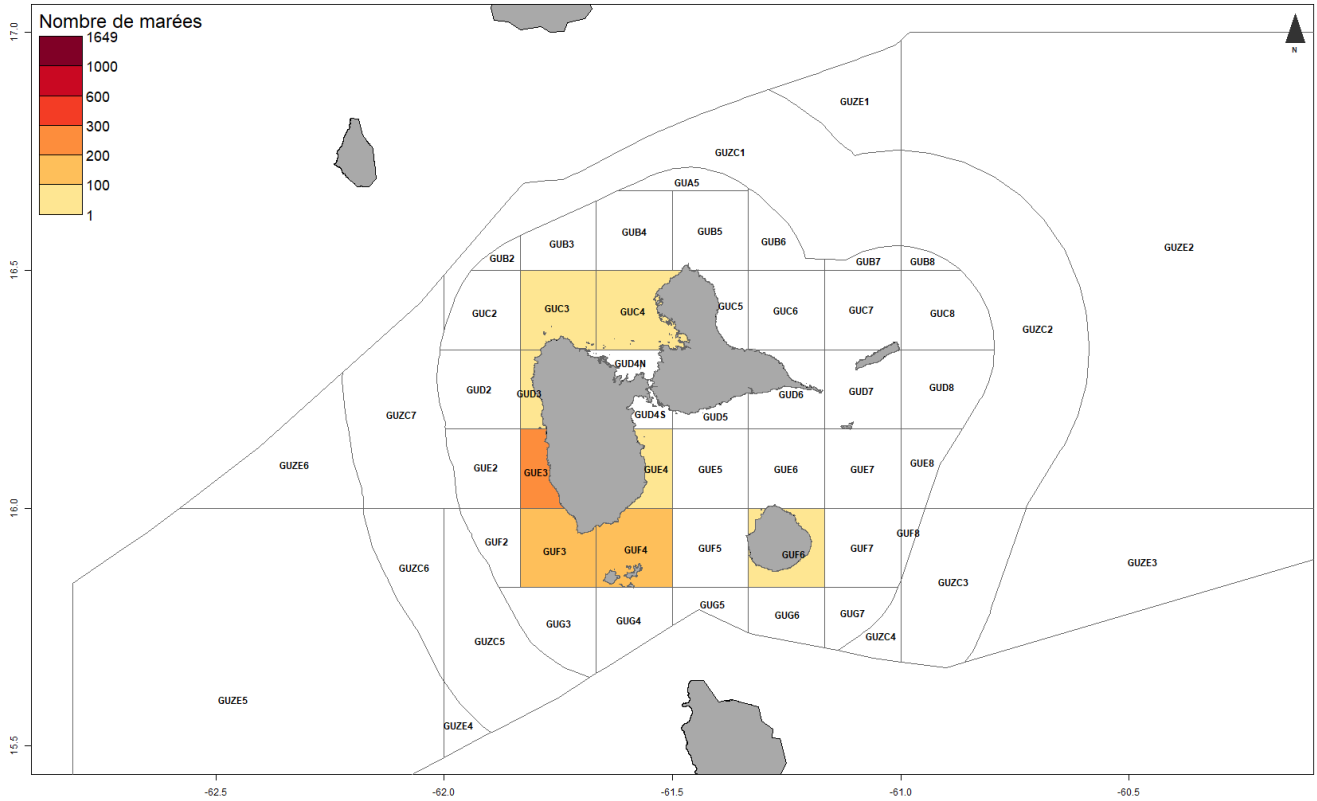 Nombre de marées
1649
1000
600
300
200
100
1
N
17.0
16.5
16.0
15.5
-62.5
-62.0
-61.5
-61.0
-60.5
GUZE1
GUZC1
GUA5
GUZE2
GUB2
GUB3
GUB4
GUB5
GUB6
GUB7
GUB8
GUC2
GUC3
GUC4
GUC5
GUC6
GUC7
GUC8
GUZC2
GUD4N
GUD2
GUD3
GUD4S
GUD5
GUD6
GUD7
GUD8
GUZC7
GUZE6
GUE2
GUE3
GUE4
GUE5
GUE6
GUE7
GUE8
GUF2
GUF3
GUF4
GUF5
GUF6
GUF7
GUF8
GUZC6
GUZC3
GUZE3
GUG3
GUG4
GUG5
GUG6
GUG7
GUZC4
GUZC5
GUZE5
GUZE4